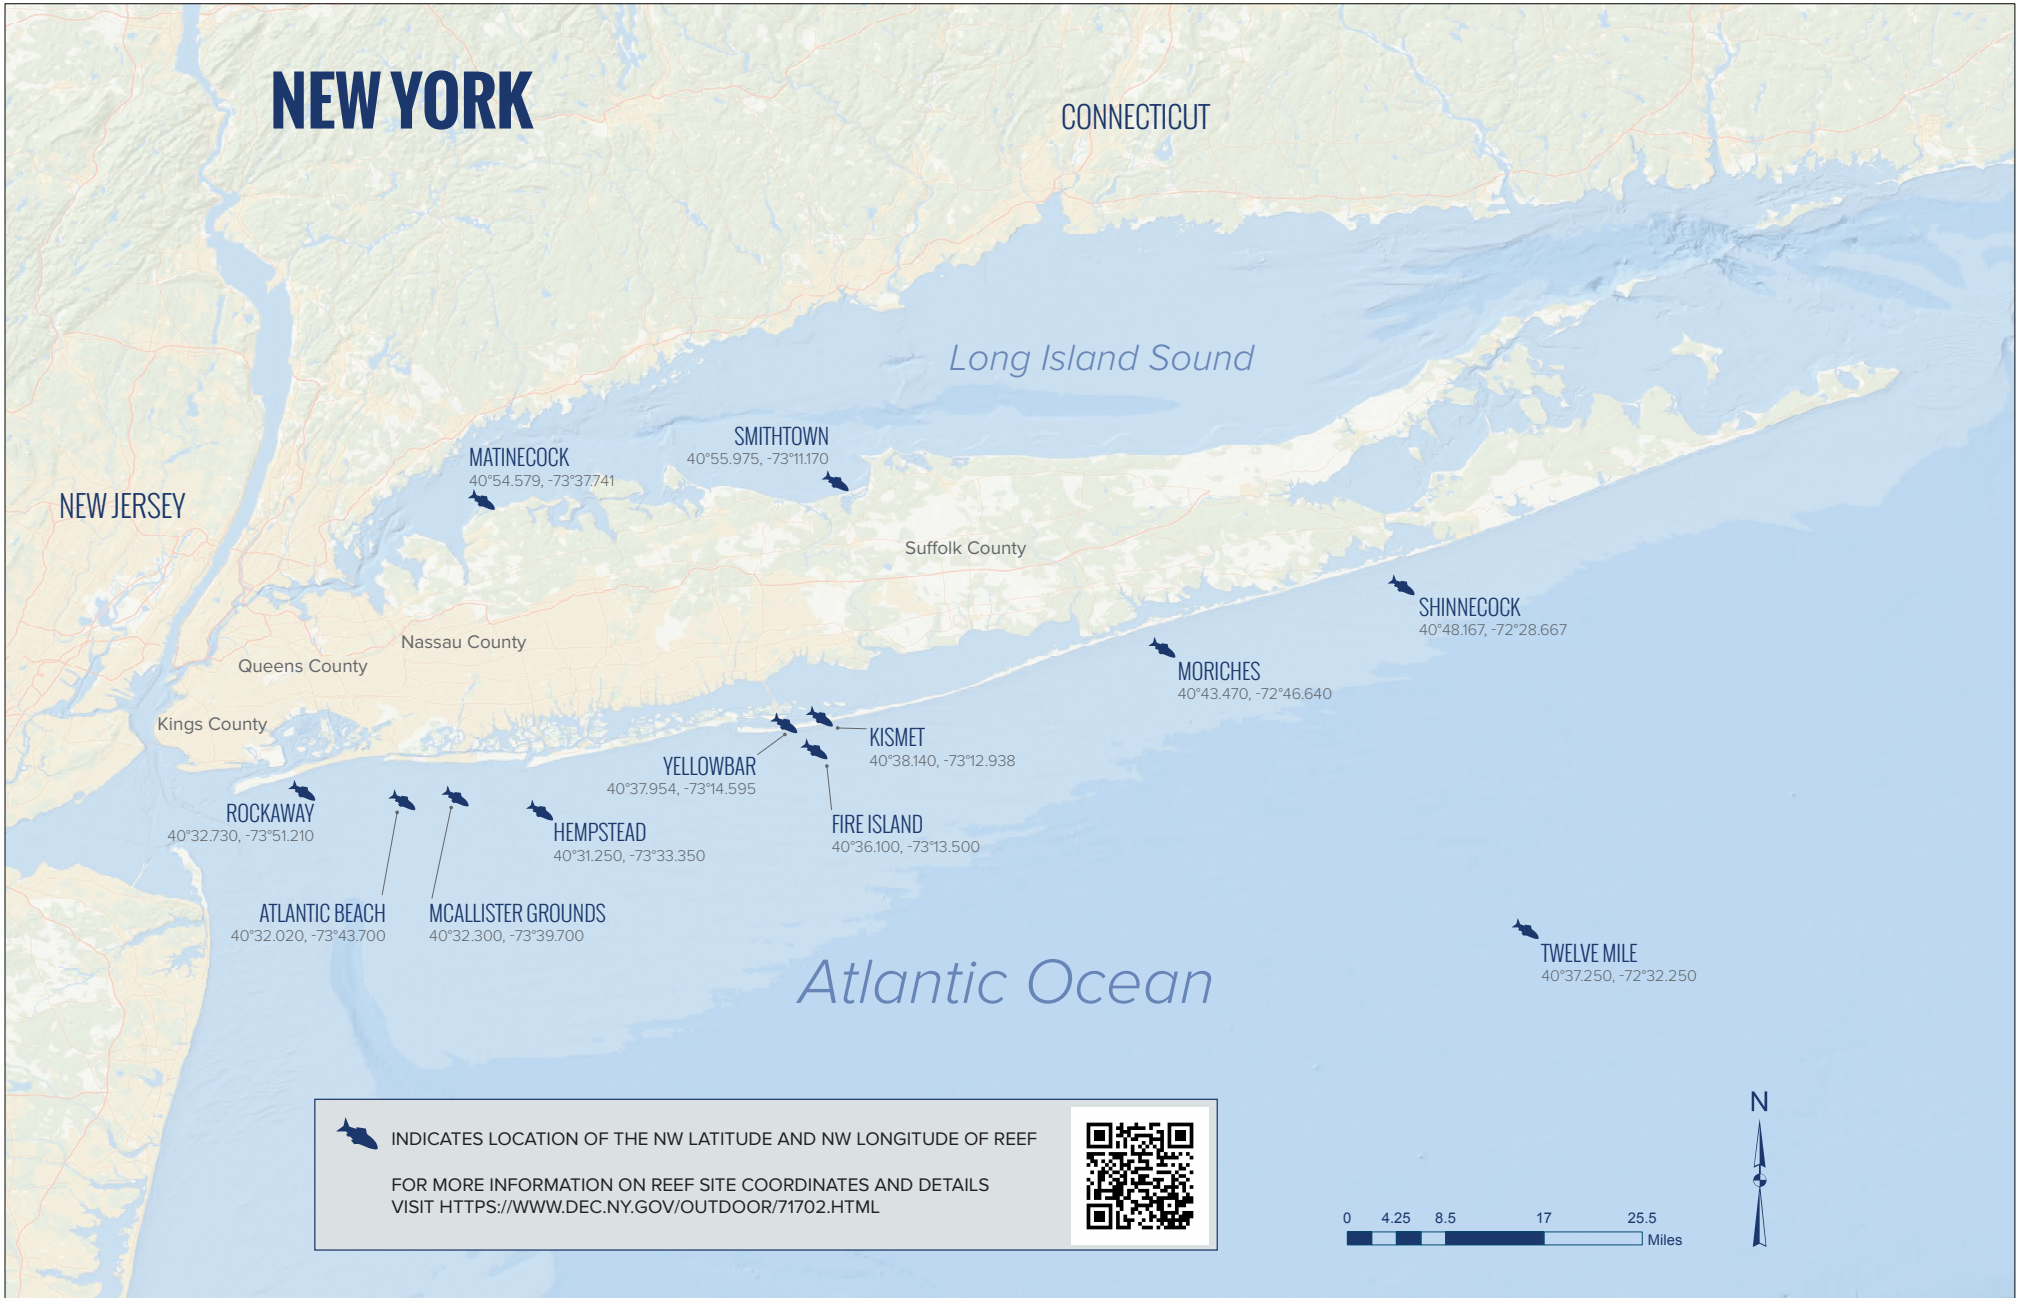 NEW YORK
CONNECTICUT
Long Island Sound
SMITHTOWN
40°55.975, -73°11.170
MATINECOCK
40°54.579, -73°37.741
NEW JERSEY
Suffolk County
SHINNECOCK
40°48.167, -72°28.667
Nassau County
Queens County
MORICHES
40°43.470, -72°46.640
Kings County
KISMET
40°38.140, -73°12.938
YELLOWBAR
40°37.954, -73°14.595
ROCKAWAY
40°32.730, -73°51.210
HEMPSTEAD
40°31.250, -73°33.350
FIRE ISLAND
40°36.100, -73°13.500
ATLANTIC BEACH
40°32.020, -73°43.700
MCALLISTER GROUNDS
40°32.300, -73°39.700
TWELVE MILE
40°37.250, -72°32.250
Atlantic Ocean
INDICATES LOCATION OF THE NW LATITUDE AND NW LONGITUDE OF REEF
FOR MORE INFORMATION ON REEF SITE COORDINATES AND DETAILS
VISIT HTTPS://WWW.DEC.NY.GOV/OUTDOOR/71702.HTML
N
0 4.25 8.5 17 25.5
Miles